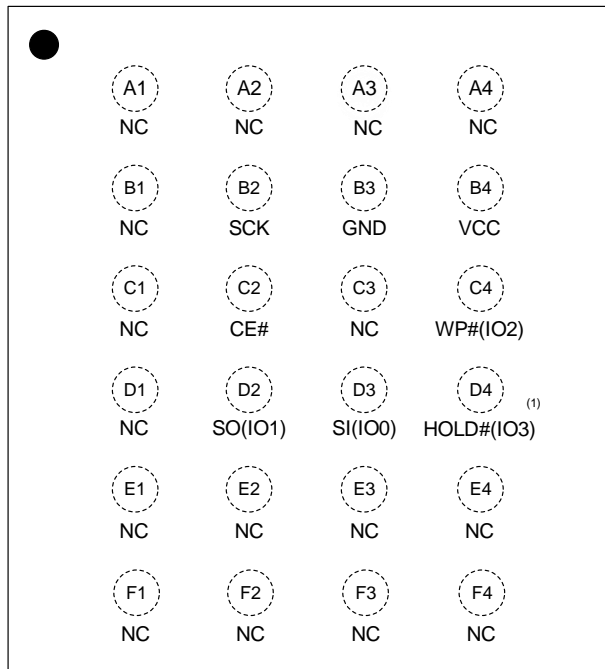 A1 A2 A3 A4
NC NC NC NC
B1 B2 B3 B4
NC SCK GND VCC
C1 C2 C3 C4
NC CE# NC WP#(IO2)
D1 D2 D3 D4 (1)
NC SO(IO1) SI(IO0) HOLD#(IO3)
E1 E2 E3 E4
NC NC NC NC
F1 F2 F3 F4
NC NC NC NC